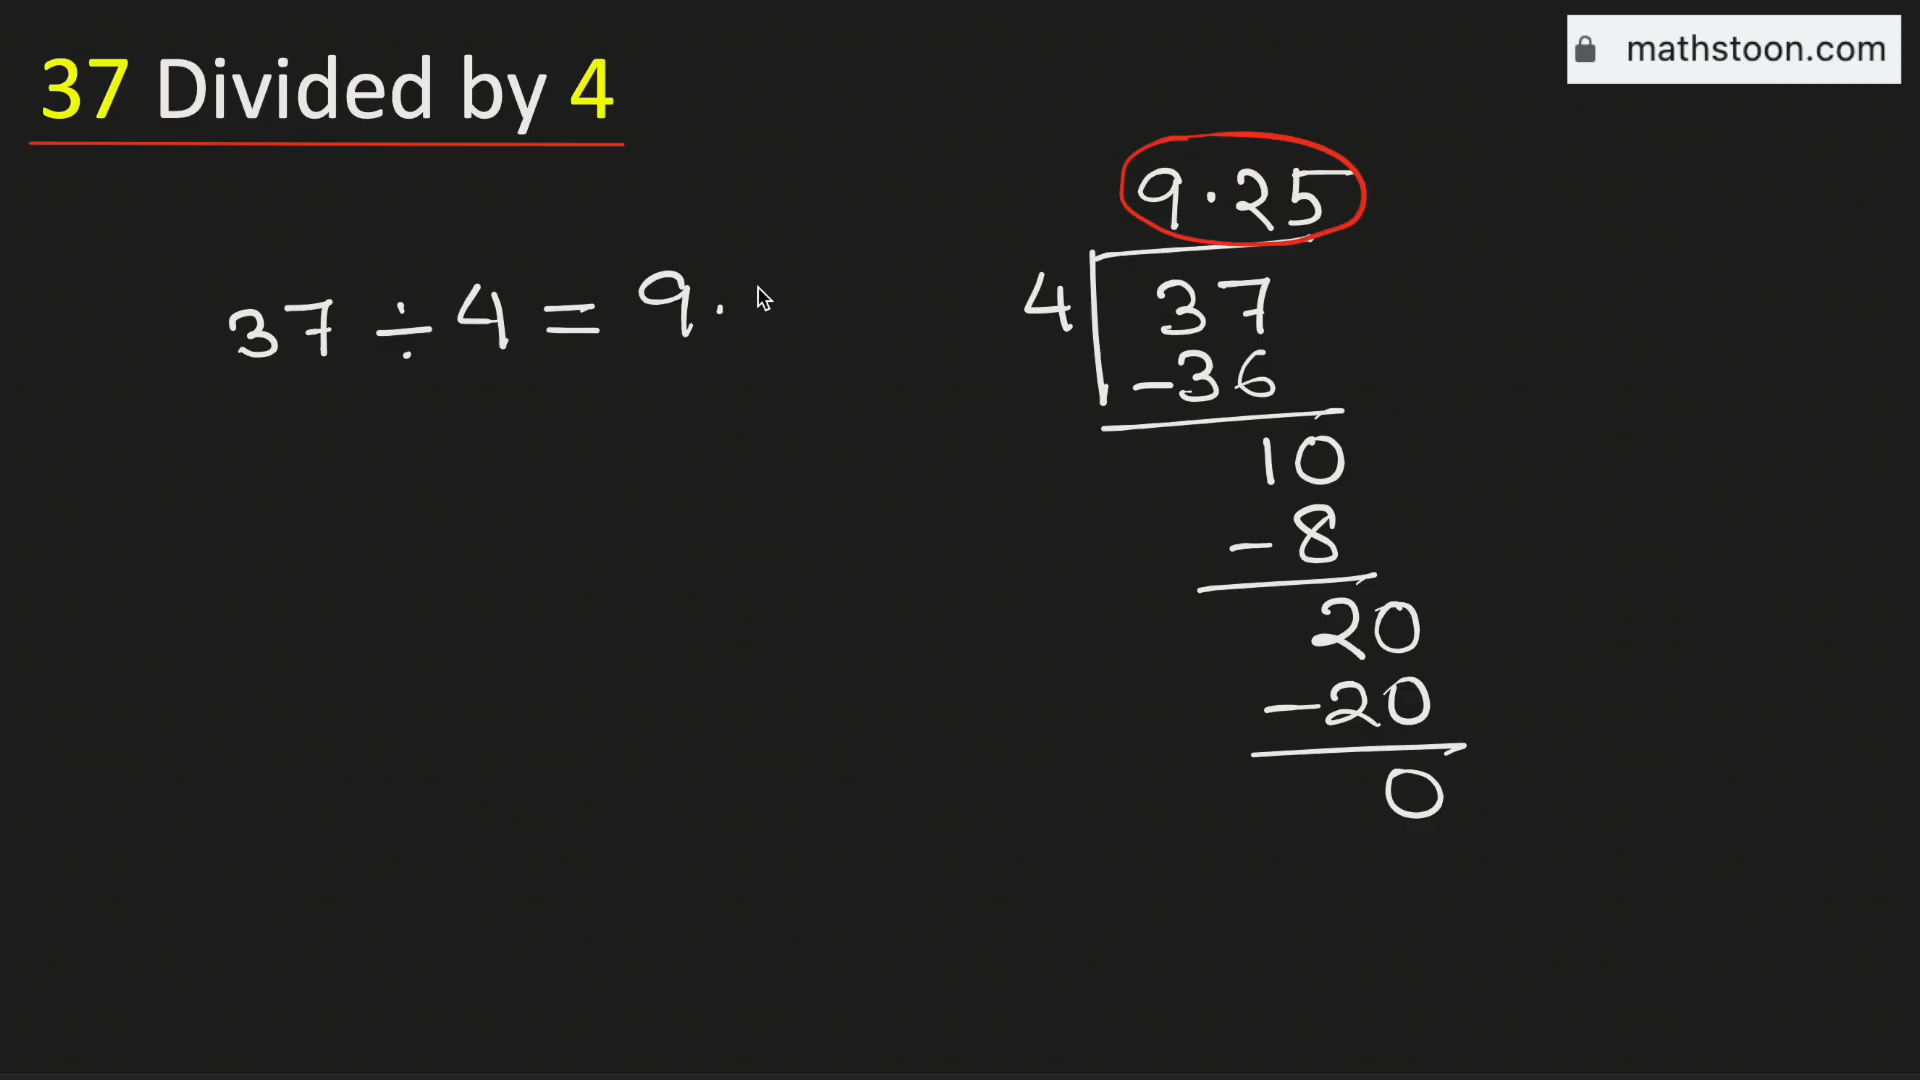 37 Divided by 4
mathstoon.com
37 ÷ 4 = 9.
9.25
4 37
-36
10
-8
20
-20
0